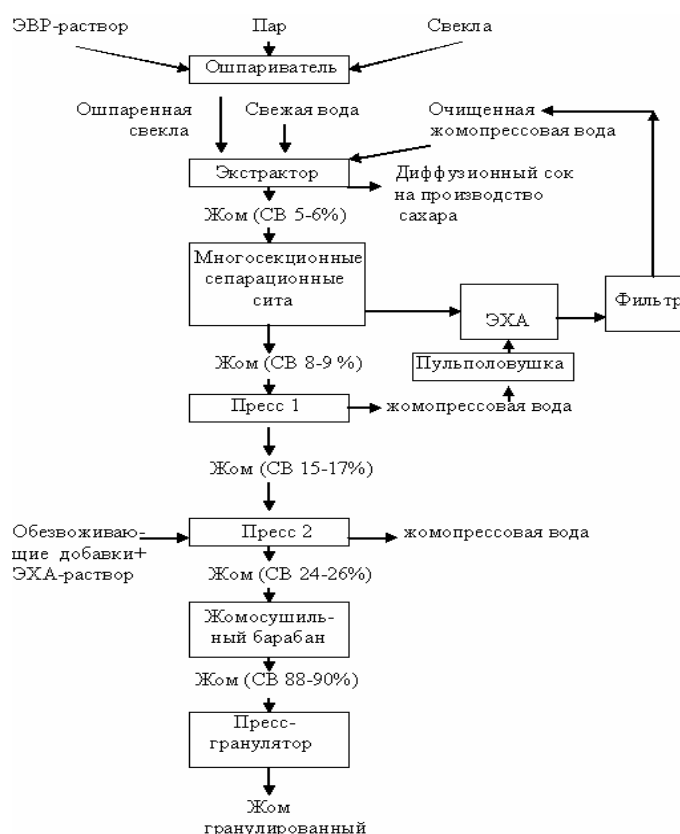 ЭВР-раствор
Пар
Свекла
Ошпариватель
Ошпаренная
свекла
Свежая вода
Очищенная
жомопрессовая вода
Экстрактор
Диффузионный сок
на производство
сахара
Жом (СВ 5-6%)
Многосекционные
сепарационные
сита
ЭХА
Фильтр
Жом (СВ 8-9 %)
Пульполовушка
Пресс 1
жомопрессовая вода
Жом (СВ 15-17%)
Обезвоживаю-
щие добавки+
ЭХА-раствор
Пресс 2
жомопрессовая вода
Жом (СВ 24-26%)
Жомосушиль-
ный барабан
Жом (СВ 88-90%)
Пресс-
гранулятор
Жом
гранулированный